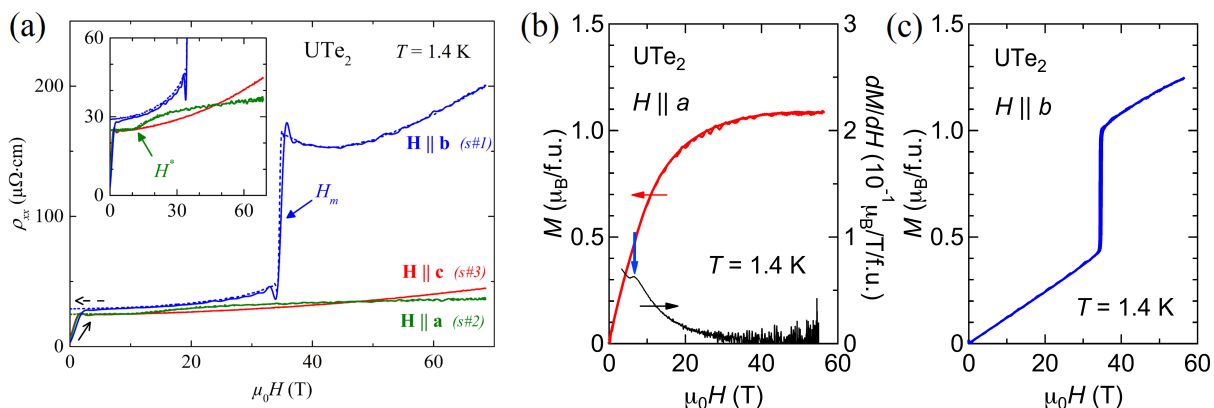 (a)
UTe2 T = 1.4 K
60
30
0
0 30 60
H*
200
150
100
50
0
ρxx (μΩ·cm)
H || b (s#1)
Hm
H || c (s#3)
H || a (s#2)
0 20 40 60
μ0H (T)
(b)
UTe2
H || a
T = 1.4 K
1.5
1.0
0.5
0
M (μB/f.u.)
3
2
1
0
dM/dH (10-1 μB/T/f.u.)
0 20 40 60
μ0H (T)
(c)
UTe2
H || b
T = 1.4 K
1.5
1.0
0.5
0
M (μB/f.u.)
0 20 40 60
μ0H (T)